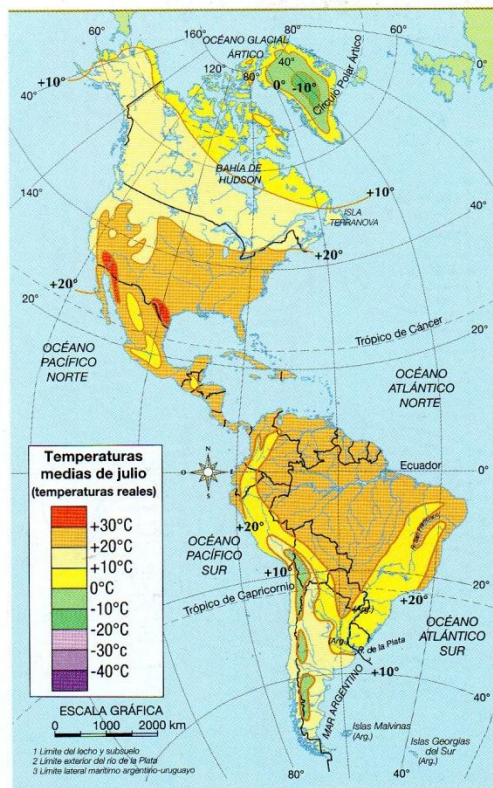 60°
160°
OCÉANO GLACIAL
ÁRTICO
60°
+10°
120°
80°
80°
40°
0°
-10°
Círculo Polar Ártico
0°
40°
20°
BAHÍA DE
HUDSON
140°
+10°
ISLA
TERRANOVA
40°
+20°
+20°
20°
20°
Trópico de Cáncer
OCÉANO
PACÍFICO
NORTE
OCÉANO
ATLÁNTICO
NORTE
Temperaturas
medias de julio
(temperaturas reales)
+30°C
+20°C
+10°C
0°C
-10°C
-20°C
-30°C
-40°C
ESCALA GRÁFICA
0 1000 2000 km
1 Límite del lecho y subsuelo
2 Límite exterior del río de la Plata
3 Límite lateral marítimo argentino-uruguayo
N
O
E
S
Ecuador
0°
+20°
OCÉANO
PACÍFICO
SUR
+10°
Trópico de Capricornio
20°
+20°
(Arg.)
(Arg.)
R. de la Plata
OCÉANO
ATLÁNTICO
SUR
+10°
MAR ARGENTINO
40°
Islas Malvinas
(Arg.)
Islas Georgias
del Sur
(Arg.)
80°
60°
40°